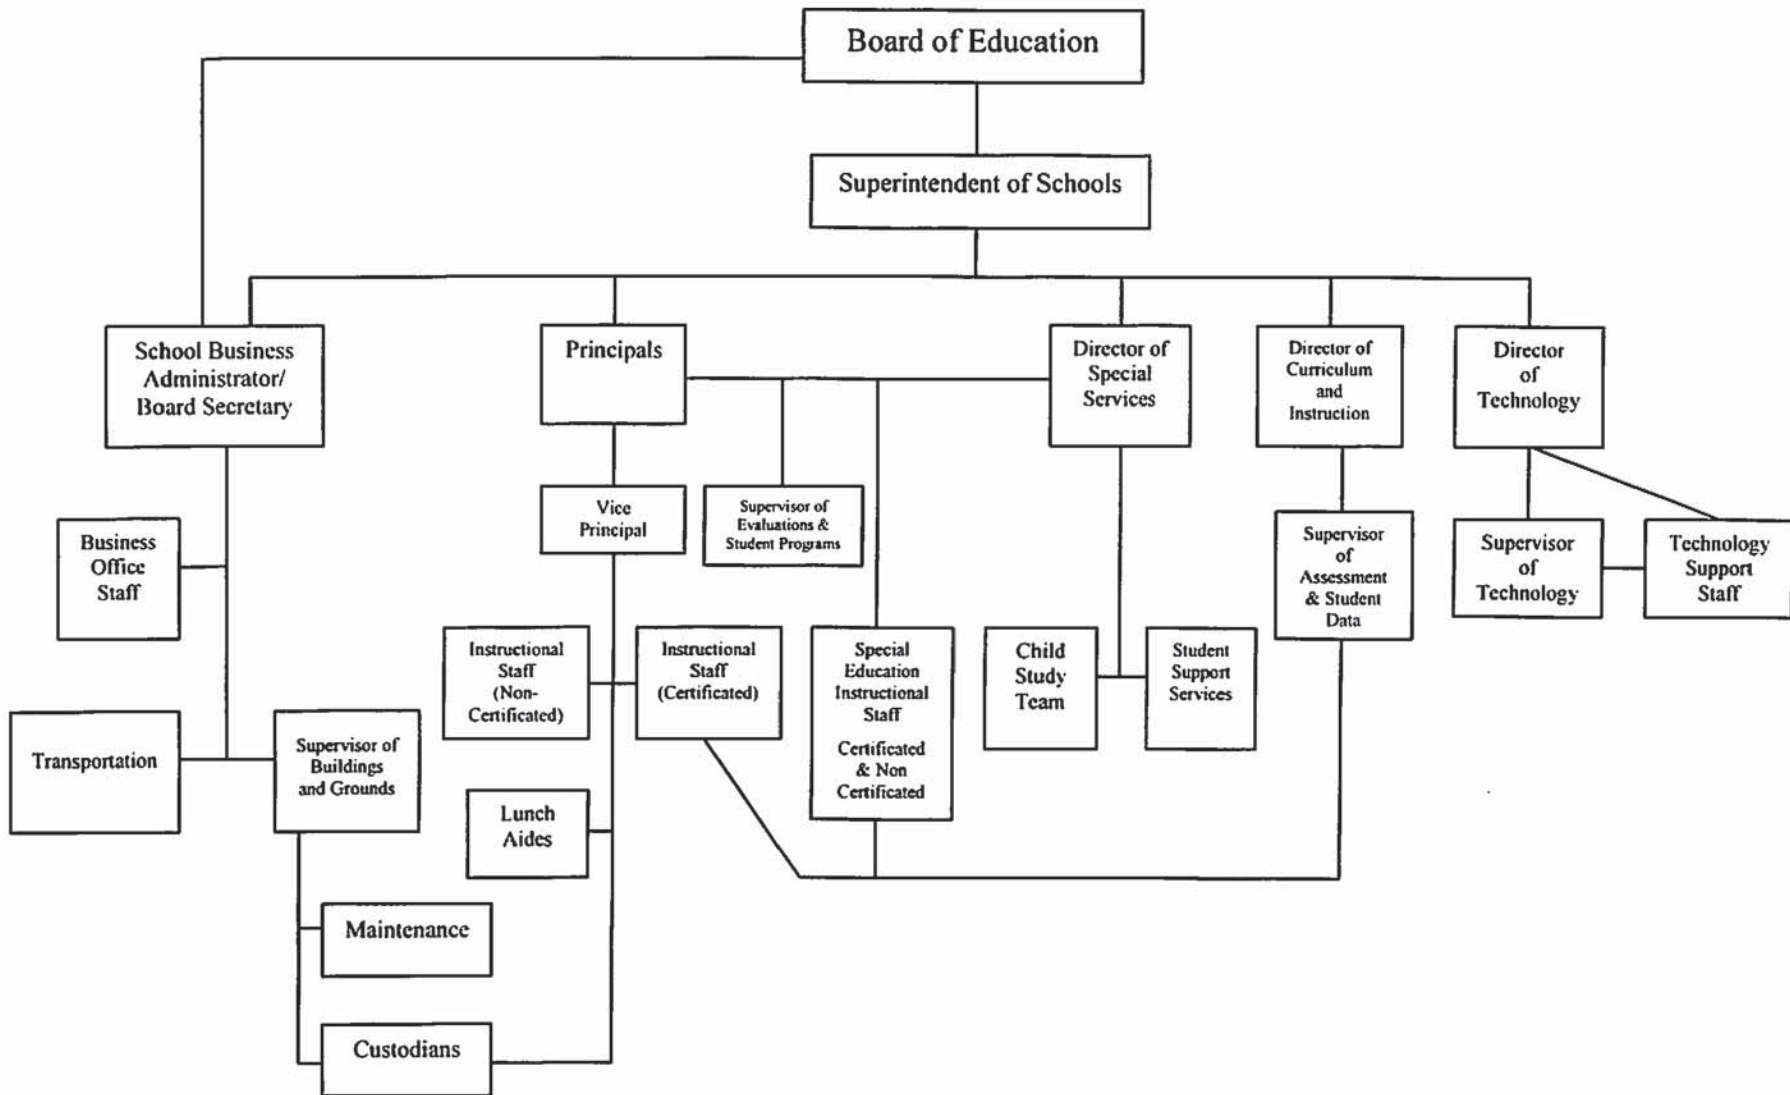 Board of Education
Superintendent of Schools
School Business
Administrator/
Board Secretary
Principals
Director of
Special
Services
Director of
Curriculum
and
Instruction
Director
of
Technology
Business
Office
Staff
Vice
Principal
Supervisor of
Evaluations &
Student Programs
Supervisor
of
Assessment
& Student
Data
Supervisor
of
Technology
Technology
Support
Staff
Instructional
Staff
(Non-
Certificated)
Instructional
Staff
(Certificated)
Special
Education
Instructional
Staff
Certificated
& Non
Certificated
Child
Study
Team
Student
Support
Services
Transportation
Supervisor of
Buildings
and Grounds
Lunch
Aides
Maintenance
Custodians